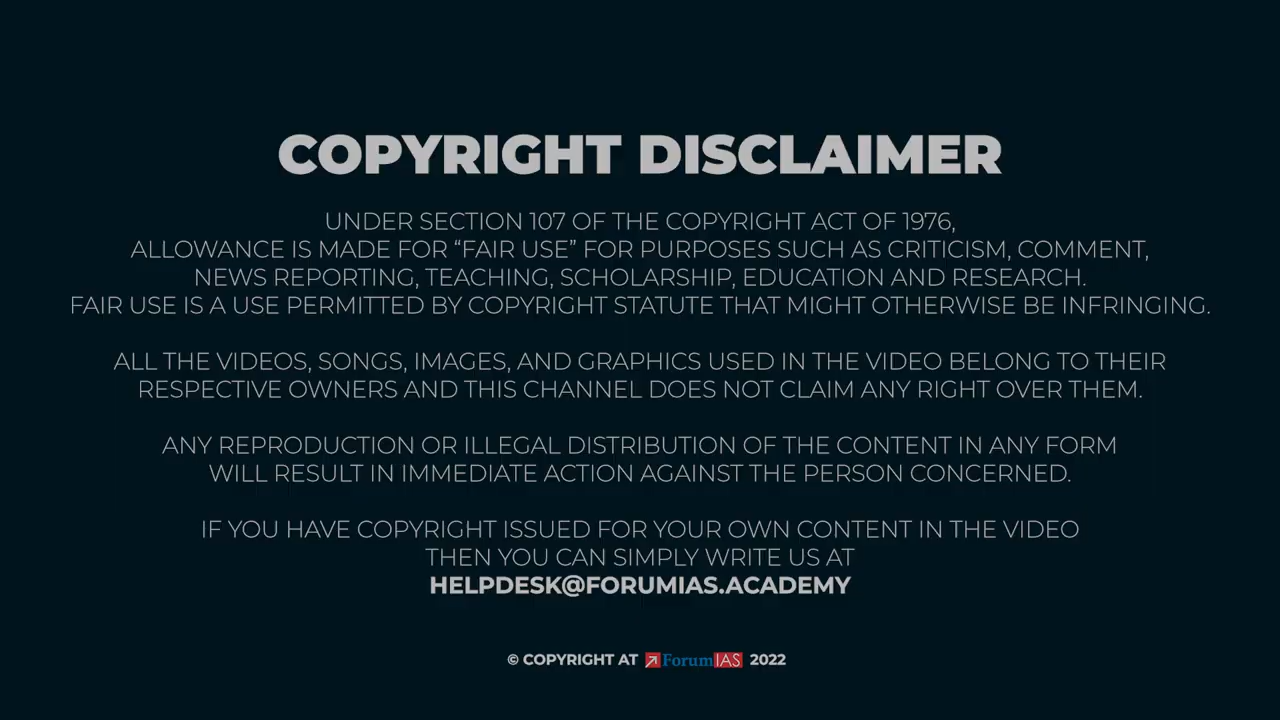 COPYRIGHT DISCLAIMER
UNDER SECTION 107 OF THE COPYRIGHT ACT OF 1976,
ALLOWANCE IS MADE FOR “FAIR USE” FOR PURPOSES SUCH AS CRITICISM, COMMENT,
NEWS REPORTING, TEACHING, SCHOLARSHIP, EDUCATION AND RESEARCH.
FAIR USE IS A USE PERMITTED BY COPYRIGHT STATUTE THAT MIGHT OTHERWISE BE INFRINGING.
ALL THE VIDEOS, SONGS, IMAGES, AND GRAPHICS USED IN THE VIDEO BELONG TO THEIR
RESPECTIVE OWNERS AND THIS CHANNEL DOES NOT CLAIM ANY RIGHT OVER THEM.
ANY REPRODUCTION OR ILLEGAL DISTRIBUTION OF THE CONTENT IN ANY FORM
WILL RESULT IN IMMEDIATE ACTION AGAINST THE PERSON CONCERNED.
IF YOU HAVE COPYRIGHT ISSUED FOR YOUR OWN CONTENT IN THE VIDEO
THEN YOU CAN SIMPLY WRITE US AT
HELPDESK@FORUMIAS.ACADEMY
© COPYRIGHT AT ForumIAS 2022